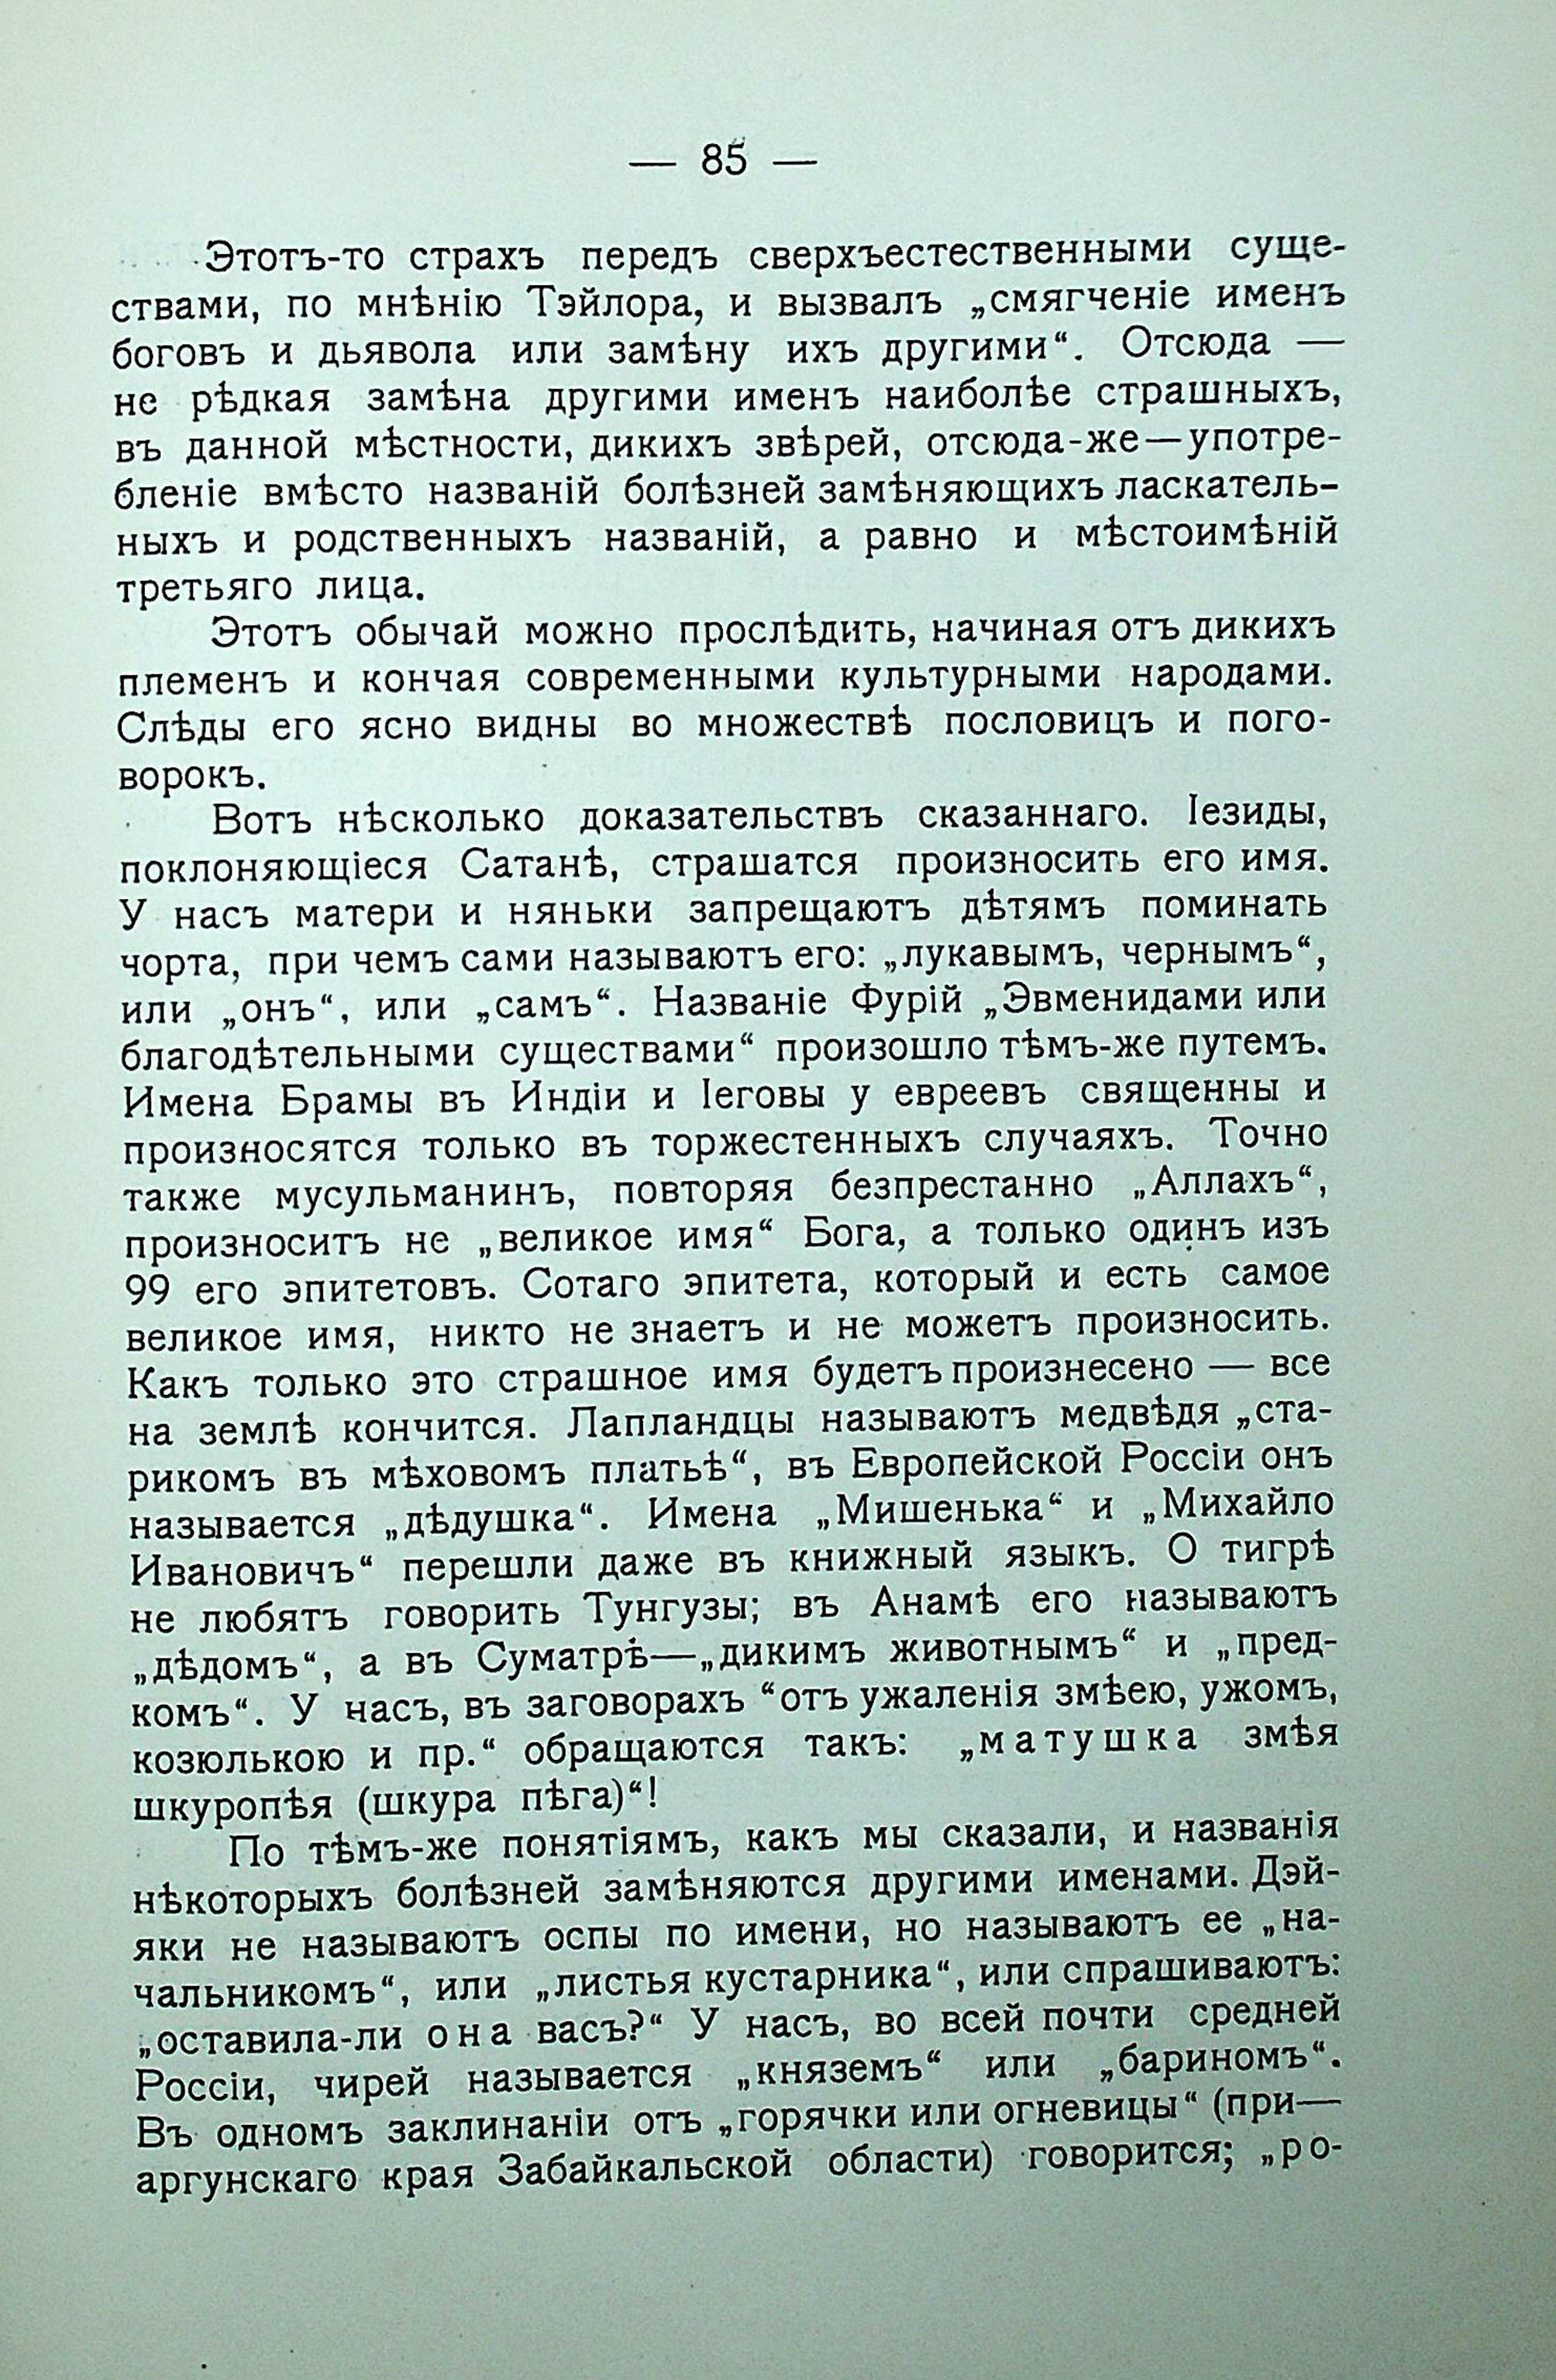 — 85 —
Этотъ-то страхъ передъ сверхъестественными суще-
ствами, по мнѣнію Тэйлора, и вызвалъ „смягченіе именъ
боговъ и дьявола или замѣну ихъ другими“. Отсюда —
не рѣдкая замѣна другими именъ наиболѣе страшныхъ,
въ данной мѣстности, дикихъ звѣрей, отсюда-же—употре-
бленіе вмѣсто названій болѣзней замѣняющихъ ласкатель-
ныхъ и родственныхъ названій, а равно и мѣстоимѣній
третьяго лица.
Этотъ обычай можно прослѣдить, начиная отъ дикихъ
племенъ и кончая современными культурными народами.
Слѣды его ясно видны во множествѣ пословицъ и пого-
ворокъ.
Вотъ нѣсколько доказательствъ сказаннаго. Іезиды,
поклоняющіеся Сатанѣ, страшатся произносить его имя.
У насъ матери и няньки запрещаютъ дѣтямъ поминать
чорта, при чемъ сами называютъ его: „лукавымъ, чернымъ“,
или „онъ“, или „самъ“. Названіе Фурій „Эвменидами или
благодѣтельными существами“ произошло тѣмъ-же путемъ.
Имена Брамы въ Индіи и Іеговы у евреевъ священны и
произносятся только въ торжестенныхъ случаяхъ. Точно
также мусульманинъ, повторяя безпрестанно „Аллахъ“,
произноситъ не „великое имя“ Бога, а только одинъ изъ
99 его эпитетовъ. Сотаго эпитета, который и есть самое
великое имя, никто не знаетъ и не можетъ произносить.
Какъ только это страшное имя будетъ произнесено — все
на землѣ кончится. Лапландцы называютъ медвѣдя „ста-
рикомъ въ мѣховомъ платьѣ“, въ Европейской Россіи онъ
называется „дѣдушка“. Имена „Мишенька“ и „Михайло
Ивановичъ“ перешли даже въ книжный языкъ. О тигрѣ
не любятъ говорить Тунгузы; въ Анамѣ его называютъ
„дѣдомъ“, а въ Суматрѣ—„дикимъ животнымъ“ и „пред-
комъ“. У насъ, въ заговорахъ “отъ ужаленія змѣею, ужомъ,
козюлькою и пр.“ обращаются такъ: „матушка змѣя
шкуропѣя (шкура пѣга)“!
По тѣмъ-же понятіямъ, какъ мы сказали, и названія
нѣкоторыхъ болѣзней замѣняются другими именами. Дэй-
яки не называютъ оспы по имени, но называютъ ее „на-
чальникомъ“, или „листья кустарника“, или спрашиваютъ:
„оставила-ли она васъ?“ У насъ, во всей почти средней
Россіи, чирей называется „княземъ“ или „бариномъ“.
Въ одномъ заклинаніи отъ „горячки или огневицы“ (при—
аргунскаго края Забайкальской области) говорится; „ро-